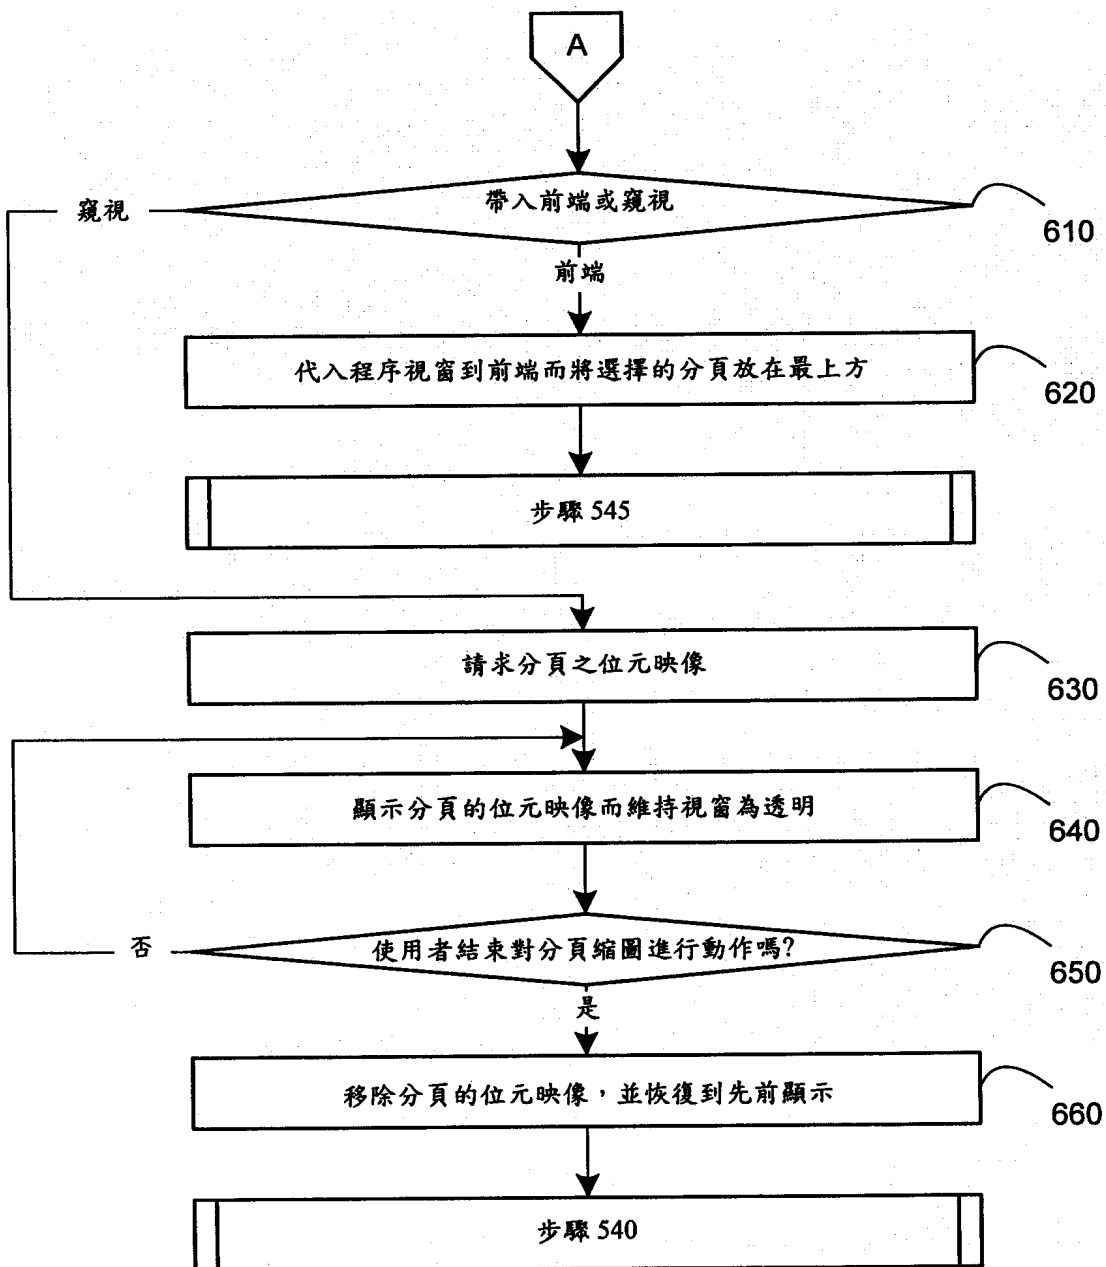 A
帶入前端或窺視
窺視
610
前端
代入程序視窗到前端而將選擇的分頁放在最上方
620
步驟 545
請求分頁之位元映像
630
顯示分頁的位元映像而維持視窗為透明
640
使用者結束對分頁縮圖進行動作嗎?
否
650
是
移除分頁的位元映像，並恢復到先前顯示
660
步驟 540